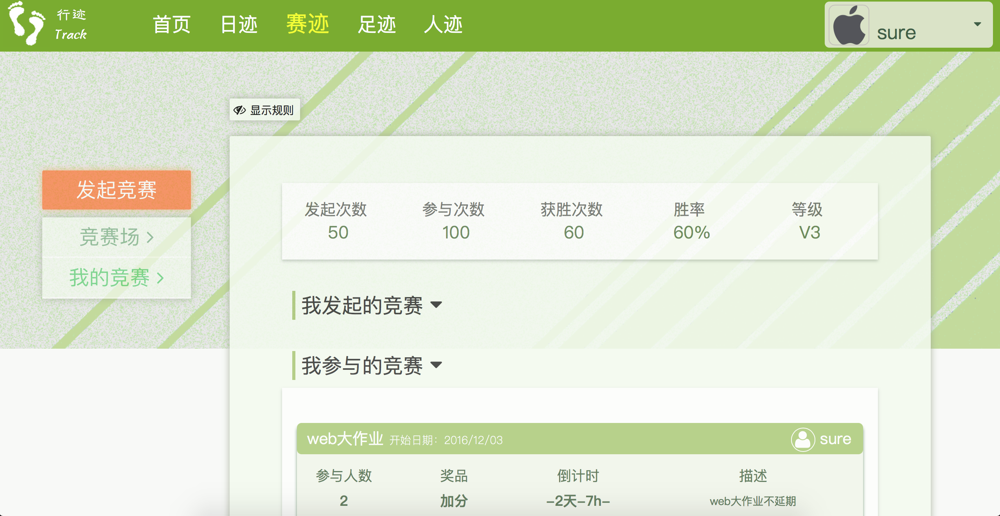 行迹
Track
首页 日迹 赛迹 足迹 人迹
sure
显示规则
发起竞赛
竞赛场
我的竞赛
发起次数 参与次数 获胜次数 胜率 等级
50 100 60 60% V3
我发起的竞赛
我参与的竞赛
web大作业 开始日期：2016/12/03 sure
参与人数 奖品 倒计时 描述
2 加分 -2天-7h- web大作业不延期